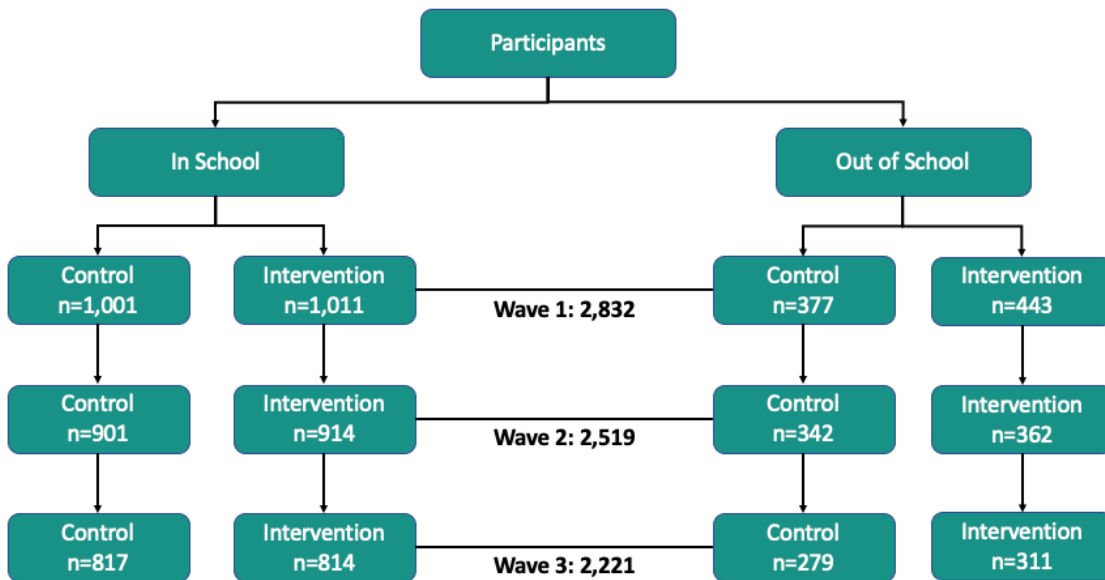 Participants
In School
Out of School
Control
n=1,001
Intervention
n=1,011
Wave 1: 2,832
Control
n=377
Intervention
n=443
Control
n=901
Intervention
n=914
Wave 2: 2,519
Control
n=342
Intervention
n=362
Control
n=817
Intervention
n=814
Wave 3: 2,221
Control
n=279
Intervention
n=311